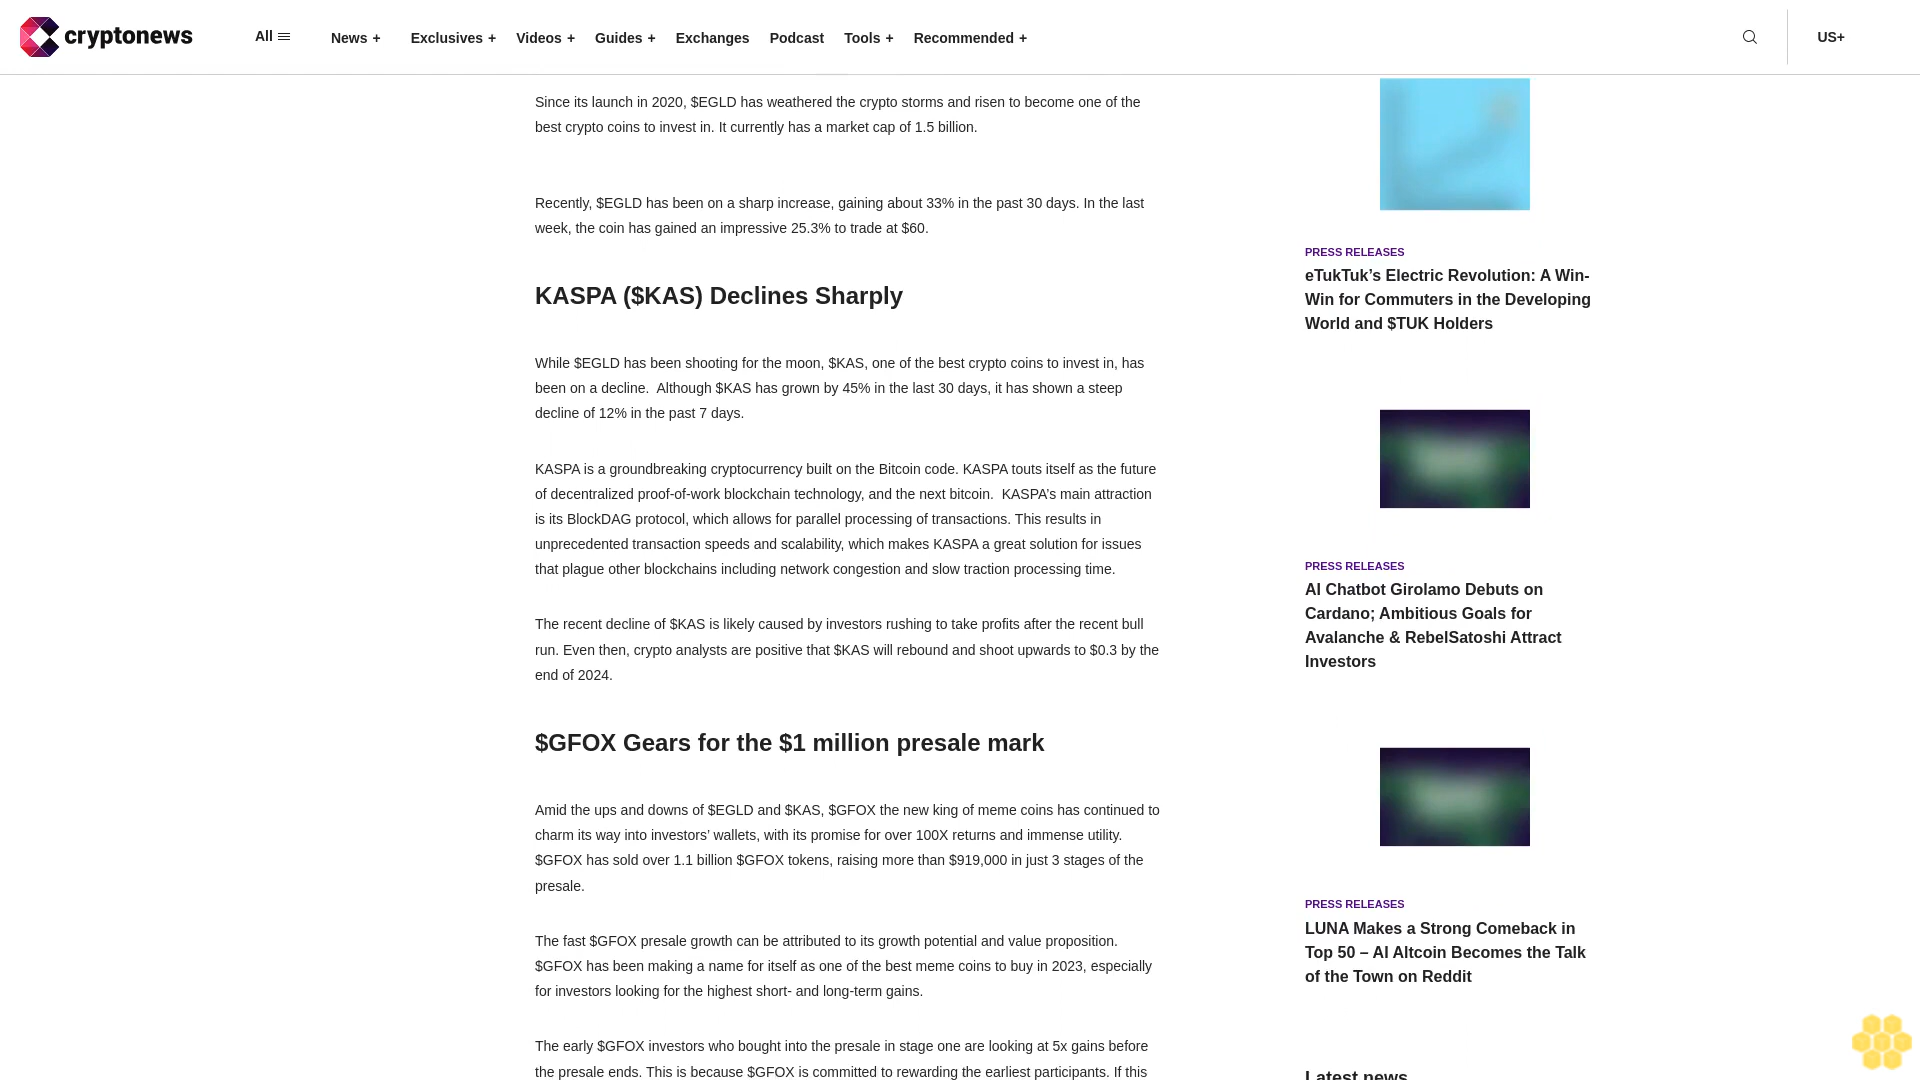 cryptonews
All
News +
Exclusives +
Videos +
Guides +
Exchanges
Podcast
Tools +
Recommended +
US+
Since its launch in 2020, $EGLD has weathered the crypto storms and risen to become one of the
best crypto coins to invest in. It currently has a market cap of 1.5 billion.
Recently, $EGLD has been on a sharp increase, gaining about 33% in the past 30 days. In the last
week, the coin has gained an impressive 25.3% to trade at $60.
KASPA ($KAS) Declines Sharply
While $EGLD has been shooting for the moon, $KAS, one of the best crypto coins to invest in, has
been on a decline.  Although $KAS has grown by 45% in the last 30 days, it has shown a steep
decline of 12% in the past 7 days.
KASPA is a groundbreaking cryptocurrency built on the Bitcoin code. KASPA touts itself as the future
of decentralized proof-of-work blockchain technology, and the next bitcoin.  KASPA’s main attraction
is its BlockDAG protocol, which allows for parallel processing of transactions. This results in
unprecedented transaction speeds and scalability, which makes KASPA a great solution for issues
that plague other blockchains including network congestion and slow traction processing time.
The recent decline of $KAS is likely caused by investors rushing to take profits after the recent bull
run. Even then, crypto analysts are positive that $KAS will rebound and shoot upwards to $0.3 by the
end of 2024.
$GFOX Gears for the $1 million presale mark
Amid the ups and downs of $EGLD and $KAS, $GFOX the new king of meme coins has continued to
charm its way into investors’ wallets, with its promise for over 100X returns and immense utility.
$GFOX has sold over 1.1 billion $GFOX tokens, raising more than $919,000 in just 3 stages of the
presale.
The fast $GFOX presale growth can be attributed to its growth potential and value proposition.
$GFOX has been making a name for itself as one of the best meme coins to buy in 2023, especially
for investors looking for the highest short- and long-term gains.
The early $GFOX investors who bought into the presale in stage one are looking at 5x gains before
the presale ends. This is because $GFOX is committed to rewarding the earliest participants. If this
PRESS RELEASES
eTukTuk’s Electric Revolution: A Win-
Win for Commuters in the Developing
World and $TUK Holders
PRESS RELEASES
AI Chatbot Girolamo Debuts on
Cardano; Ambitious Goals for
Avalanche & RebelSatoshi Attract
Investors
PRESS RELEASES
LUNA Makes a Strong Comeback in
Top 50 – AI Altcoin Becomes the Talk
of the Town on Reddit
Latest news